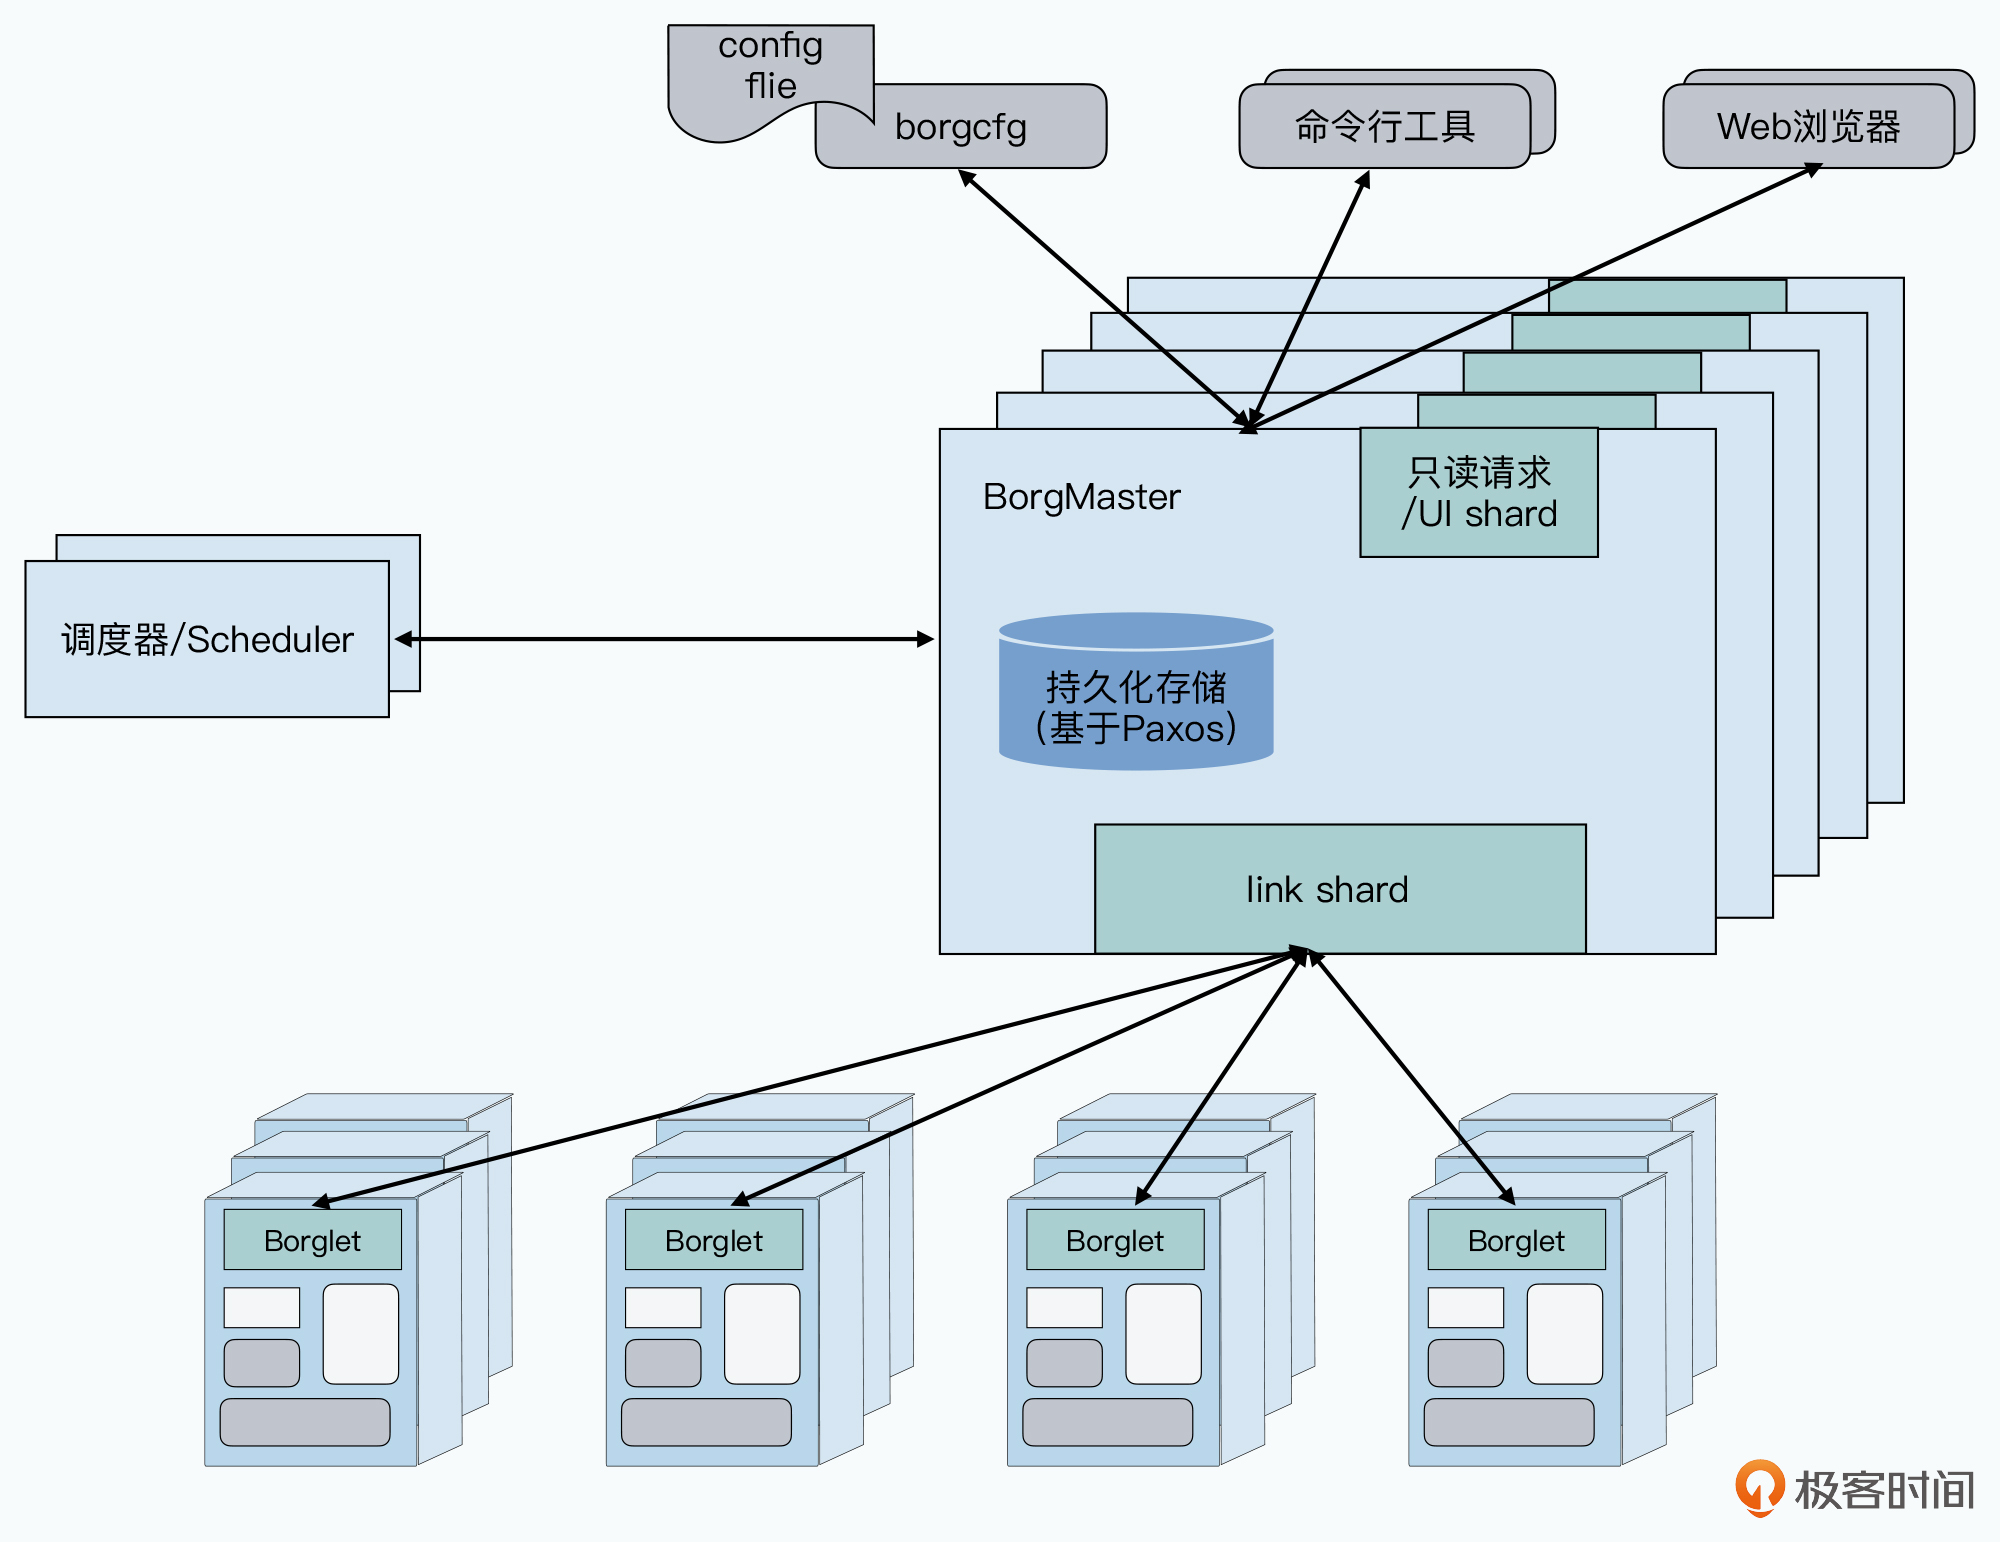 config
flie
borgcfg
命令行工具
Web浏览器
BorgMaster
只读请求
/UI shard
调度器/Scheduler
持久化存储
(基于Paxos)
link shard
Borglet
Borglet
Borglet
Borglet
极客时间